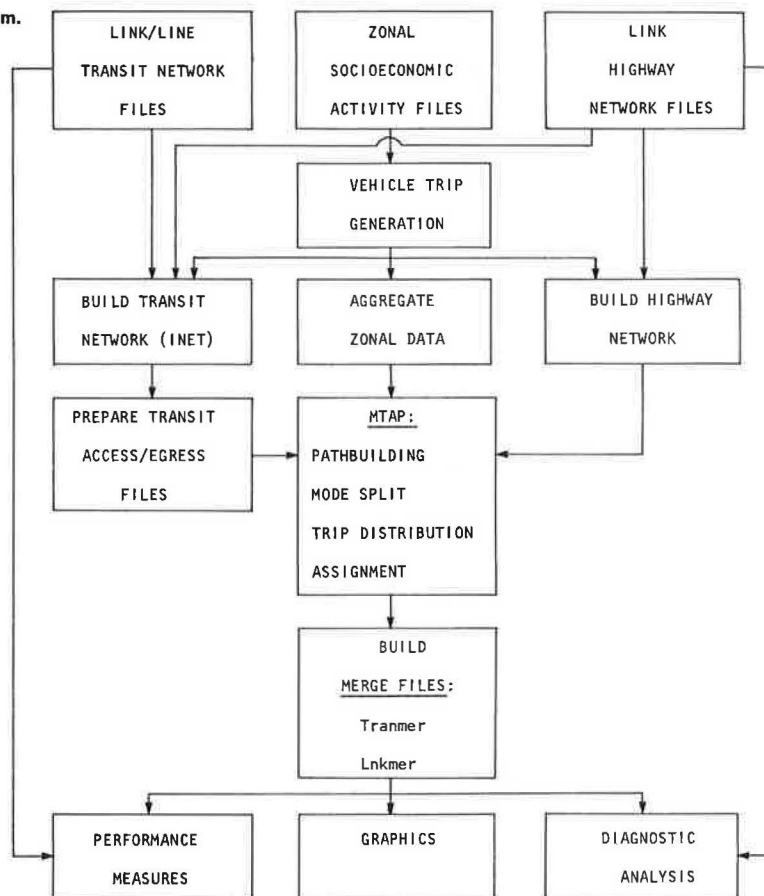 m.
LINK/LINE
TRANSIT NETWORK
FILES
ZONAL
SOCIOECONOMIC
ACTIVITY FILES
LINK
HIGHWAY
NETWORK FILES
VEHICLE TRIP
GENERATION
BUILD TRANSIT
NETWORK (INET)
AGGREGATE
ZONAL DATA
BUILD HIGHWAY
NETWORK
PREPARE TRANSIT
ACCESS/EGRESS
FILES
MTAP:
PATHBUILDING
MODE SPLIT
TRIP DISTRIBUTION
ASSIGNMENT
BUILD
MERGE FILES:
Tranmer
Lnkmer
PERFORMANCE
MEASURES
GRAPHICS
DIAGNOSTIC
ANALYSIS